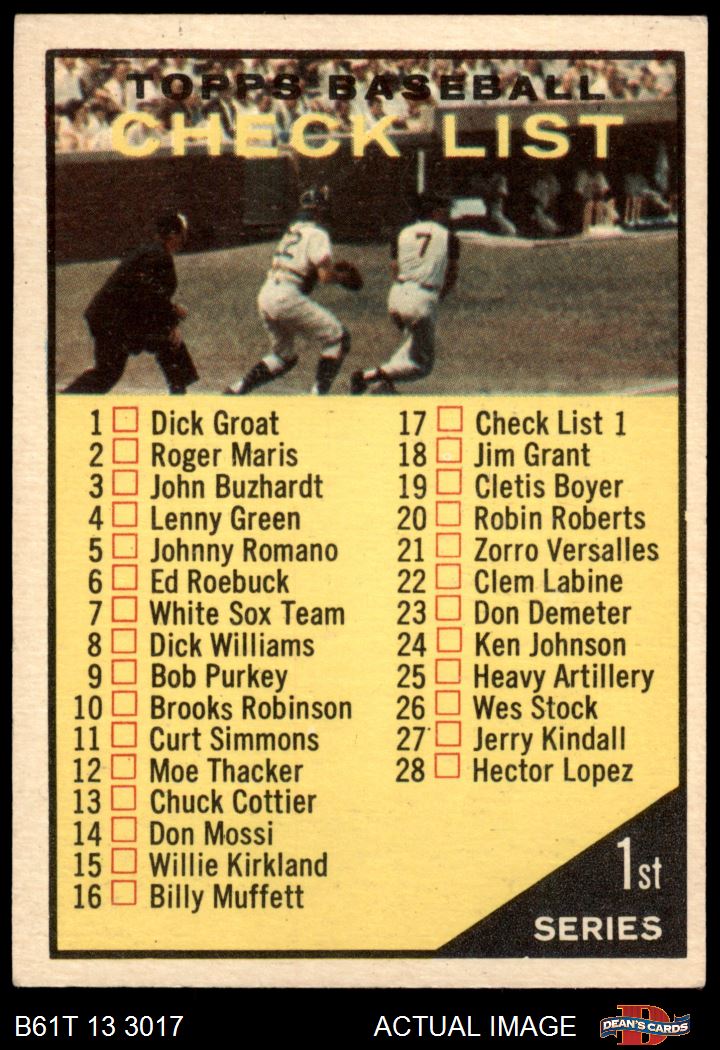 TOPPS BASEBALL
CHECK LIST
7
1 Dick Groat
2 Roger Maris
3 John Buzhardt
4 Lenny Green
5 Johnny Romano
6 Ed Roebuck
7 White Sox Team
8 Dick Williams
9 Bob Purkey
10 Brooks Robinson
11 Curt Simmons
12 Moe Thacker
13 Chuck Cottier
14 Don Mossi
15 Willie Kirkland
16 Billy Muffett
17 Check List 1
18 Jim Grant
19 Cletis Boyer
20 Robin Roberts
21 Zorro Versalles
22 Clem Labine
23 Don Demeter
24 Ken Johnson
25 Heavy Artillery
26 Wes Stock
27 Jerry Kindall
28 Hector Lopez
1st
SERIES
B61T 13 3017
ACTUAL IMAGE
DEAN'S CARDS